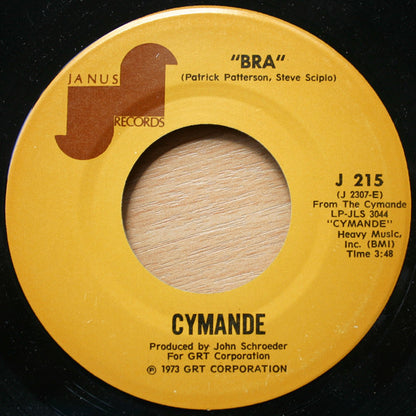 "BRA"
(Patrick Patterson, Steve Scipio)
JANUS
RECORDS
J 215
(J 2307-E)
From The Cymande
LP-JLS 3044
"CYMANDE"
Heavy Music,
Inc. (BMI)
Time 3:48
CYMANDE
Produced by John Schroeder
For GRT Corporation
℗ 1973 GRT CORPORATION